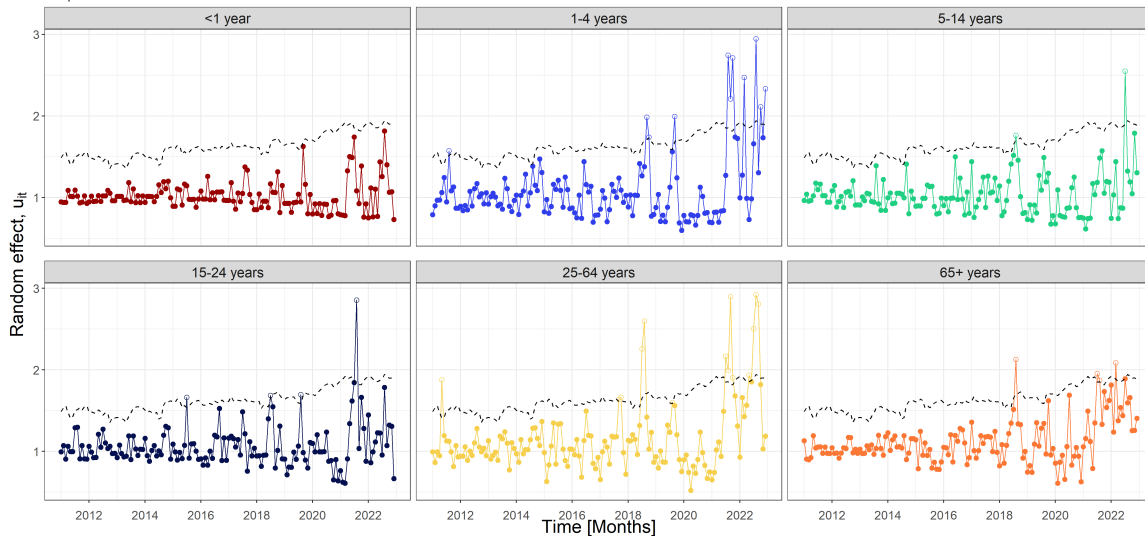 <1 year
1-4 years
5-14 years
3
2
1
15-24 years
25-64 years
65+ years
3
2
1
2012 2014 2016 2018 2020 2022
2012 2014 2016 2018 2020 2022
2012 2014 2016 2018 2020 2022
Time [Months]
Random effect, uit